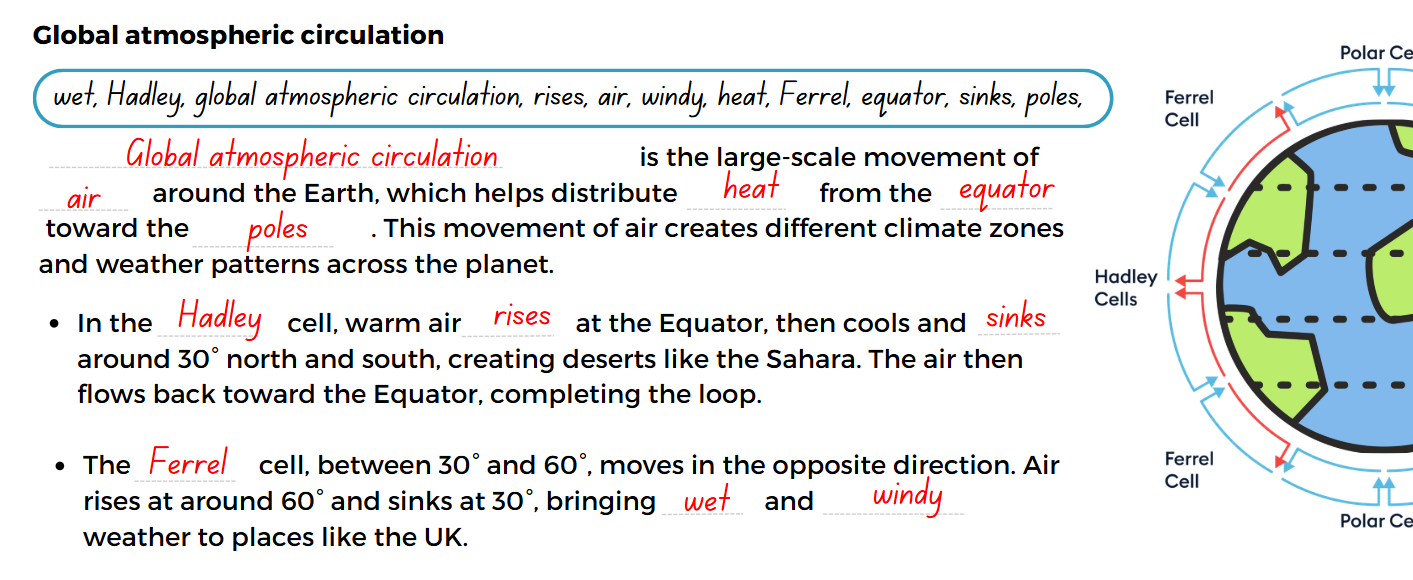 Global atmospheric circulation
wet, Hadley, global atmospheric circulation, rises, air, windy, heat, Ferrel, equator, sinks, poles,
Global atmospheric circulation is the large-scale movement of
air around the Earth, which helps distribute heat from the equator
toward the poles . This movement of air creates different climate zones
and weather patterns across the planet.
• In the Hadley cell, warm air rises at the Equator, then cools and sinks
around 30° north and south, creating deserts like the Sahara. The air then
flows back toward the Equator, completing the loop.
• The Ferrel cell, between 30° and 60°, moves in the opposite direction. Air
rises at around 60° and sinks at 30°, bringing wet and windy
weather to places like the UK.
Polar Ce
Ferrel
Cell
Hadley
Cells
Ferrel
Cell
Polar Ce